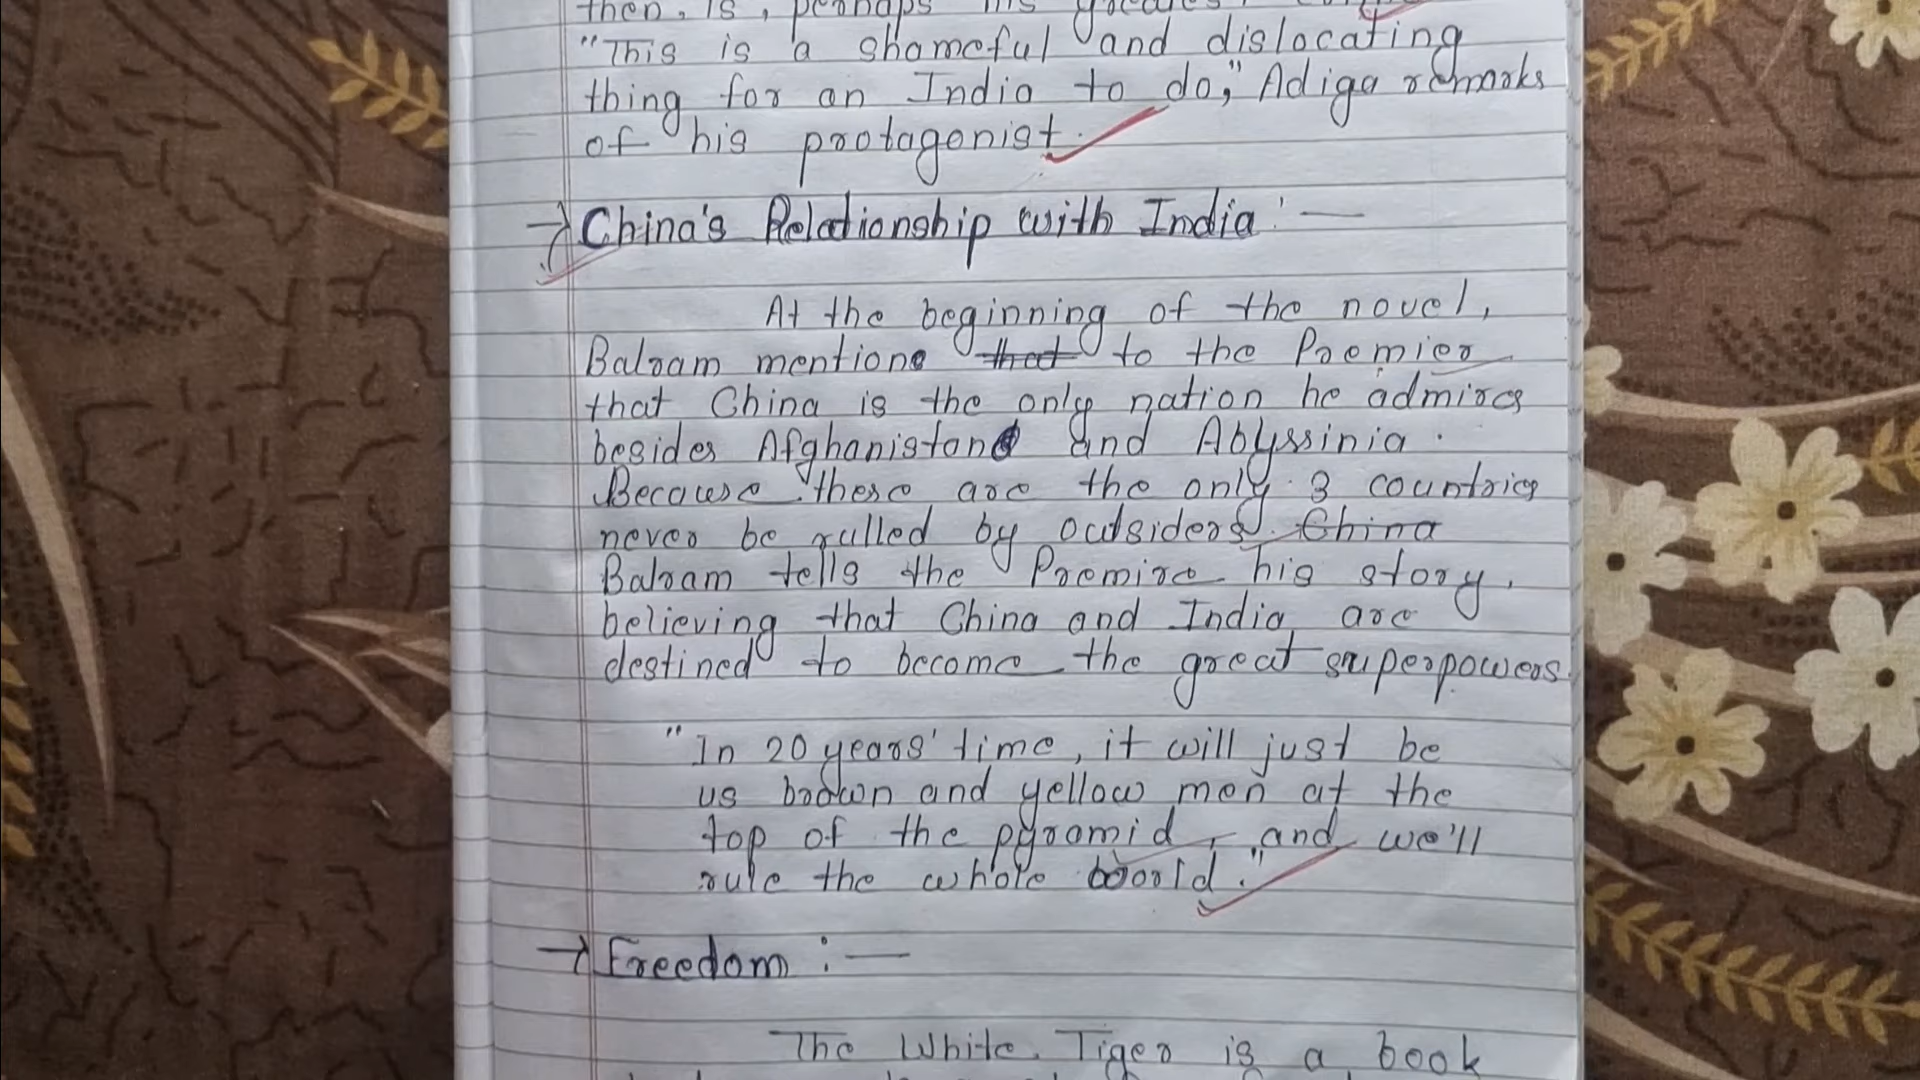 then, is, perhaps his
"This is a shameful and dislocating
thing for an India to do," Adiga remarks
of his protagonist.
→ China's Relationship with India :—
At the beginning of the novel,
Balram mentions that to the Premier
that China is the only nation he admires
besides Afghanistan and Abyssinia.
Because these are the only 3 countries
never be rulled by outsiders. China
Balram tells the Premire his story,
believing that China and India are
destined to become the great superpowers.
"In 20 years' time, it will just be
us brown and yellow men at the
top of the pyramid, and we'll
rule the whole world."
→ Freedom :—
The White Tiger is a book